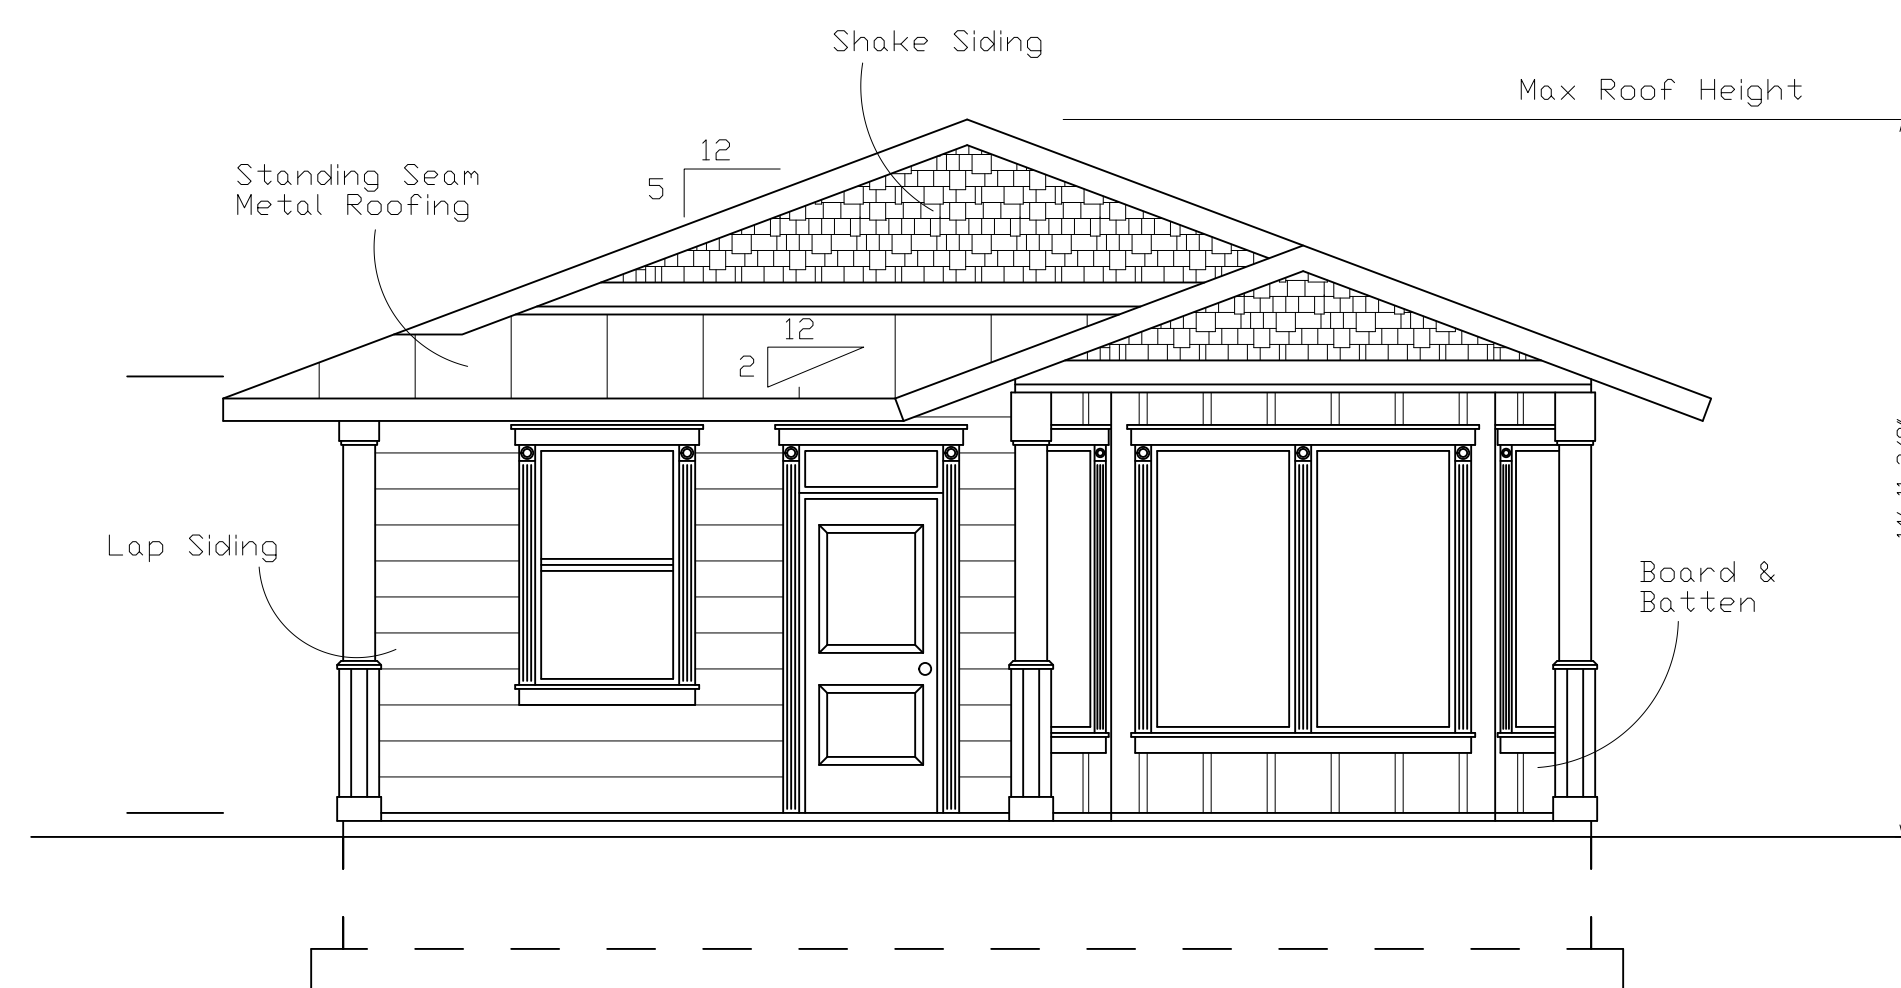 Shake Siding
Max Roof Height
12
5
Standing Seam
Metal Roofing
12
2
Lap Siding
Board &
Batten